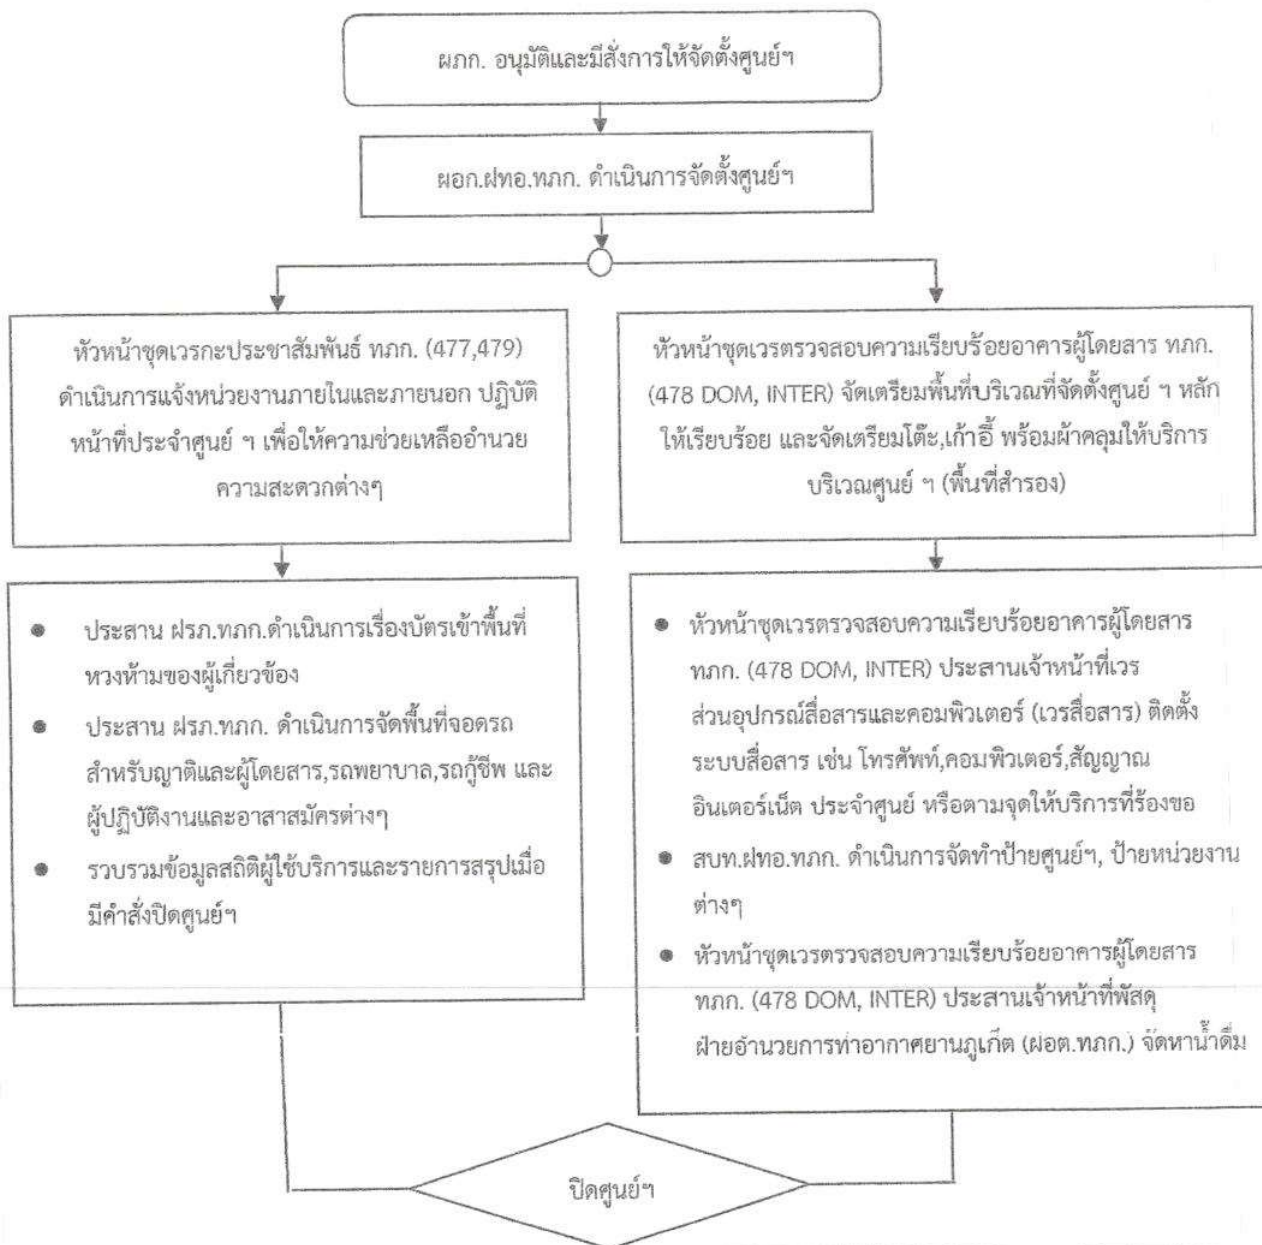 ผภก. อนุมัติและมีสั่งการให้จัดตั้งศูนย์ฯ
ผอก.ฝทอ.ทภก. ดำเนินการจัดตั้งศูนย์ฯ
หัวหน้าชุดเวรกะประชาสัมพันธ์ ทภก. (477,479)
ดำเนินการแจ้งหน่วยงานภายในและภายนอก ปฏิบัติ
หน้าที่ประจำศูนย์ ฯ เพื่อให้ความช่วยเหลืออำนวย
ความสะดวกต่างๆ
หัวหน้าชุดเวรตรวจสอบความเรียบร้อยอาคารผู้โดยสาร ทภก.
(478 DOM, INTER) จัดเตรียมพื้นที่บริเวณที่จัดตั้งศูนย์ ฯ หลัก
ให้เรียบร้อย และจัดเตรียมโต๊ะ,เก้าอี้ พร้อมผ้าคลุมให้บริการ
บริเวณศูนย์ ฯ (พื้นที่สำรอง)
● ประสาน ฝรภ.ทภก.ดำเนินการเรื่องบัตรเข้าพื้นที่
หวงห้ามของผู้เกี่ยวข้อง
● ประสาน ฝรภ.ทภก. ดำเนินการจัดพื้นที่จอดรถ
สำหรับญาติและผู้โดยสาร,รถพยาบาล,รถกู้ชีพ และ
ผู้ปฏิบัติงานและอาสาสมัครต่างๆ
● รวบรวมข้อมูลสถิติผู้ใช้บริการและรายการสรุปเมื่อ
มีคำสั่งปิดศูนย์ฯ
● หัวหน้าชุดเวรตรวจสอบความเรียบร้อยอาคารผู้โดยสาร
ทภก. (478 DOM, INTER) ประสานเจ้าหน้าที่เวร
ส่วนอุปกรณ์สื่อสารและคอมพิวเตอร์ (เวรสื่อสาร) ติดตั้ง
ระบบสื่อสาร เช่น โทรศัพท์,คอมพิวเตอร์,สัญญาณ
อินเตอร์เน็ต ประจำศูนย์ หรือตามจุดให้บริการที่ร้องขอ
● สบท.ฝทอ.ทภก. ดำเนินการจัดทำป้ายศูนย์ฯ, ป้ายหน่วยงาน
ต่างๆ
● หัวหน้าชุดเวรตรวจสอบความเรียบร้อยอาคารผู้โดยสาร
ทภก. (478 DOM, INTER) ประสานเจ้าหน้าที่พัสดุ
ฝ่ายอำนวยการท่าอากาศยานภูเก็ต (ฝอต.ทภก.) จัดหาน้ำดื่ม
ปิดศูนย์ฯ